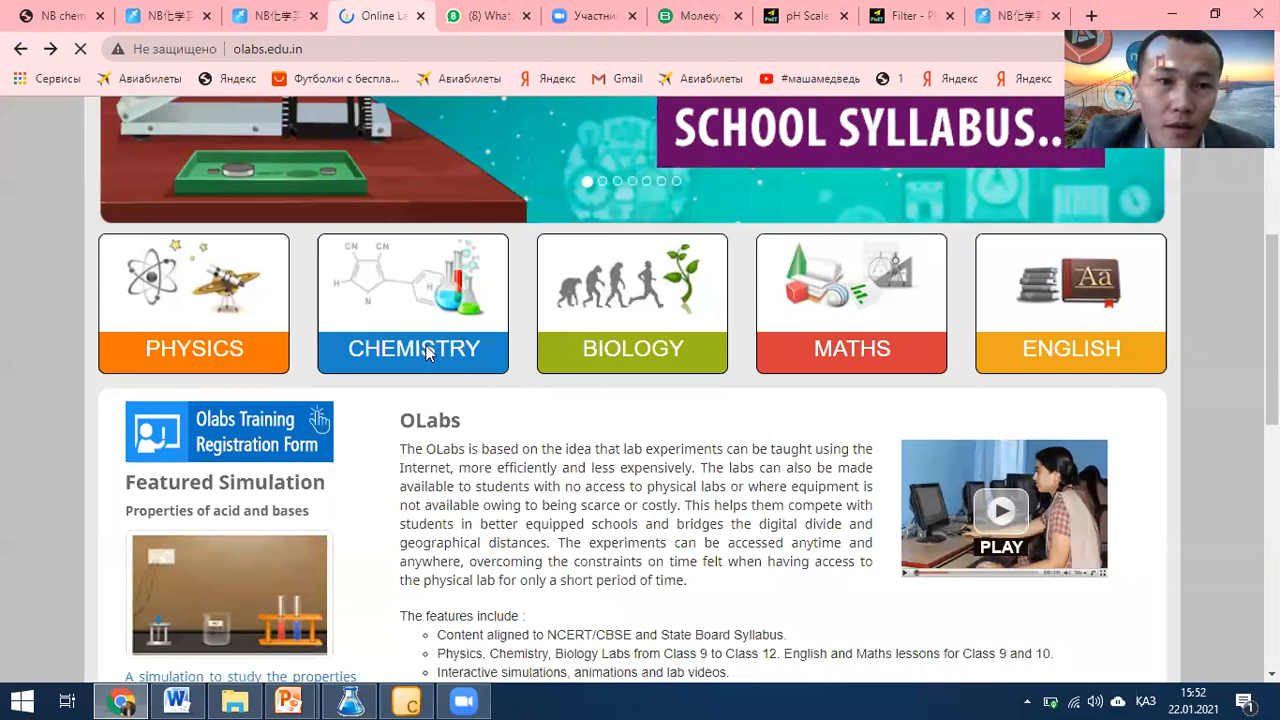 NB chem
NB化学
NB化学
Online La
(8) What
Участни
Молеку
pH Scale
Filter - Ph
NB化学
Не защищено
olabs.edu.in
Сервисы
Авиабилеты
Яндекс
Футболки с беспла...
Авиабилеты
Яндекс
Gmail
Авиабилеты
#машамедведь
1
Яндекс
Яндекс
SCHOOL SYLLABUS..
CN CN
N
H
Aa
PHYSICS
CHEMISTRY
BIOLOGY
MATHS
ENGLISH
Olabs Training
Registration Form
Featured Simulation
Properties of acid and bases
A simulation to study the properties
OLabs
The OLabs is based on the idea that lab experiments can be taught using the
Internet, more efficiently and less expensively. The labs can also be made
available to students with no access to physical labs or where equipment is
not available owing to being scarce or costly. This helps them compete with
students in better equipped schools and bridges the digital divide and
geographical distances. The experiments can be accessed anytime and
anywhere, overcoming the constraints on time felt when having access to
the physical lab for only a short period of time.
The features include :
Content aligned to NCERT/CBSE and State Board Syllabus.
Physics, Chemistry, Biology Labs from Class 9 to Class 12. English and Maths lessons for Class 9 and 10.
Interactive simulations, animations and lab videos.
PLAY
ҚАЗ
15:52
22.01.2021